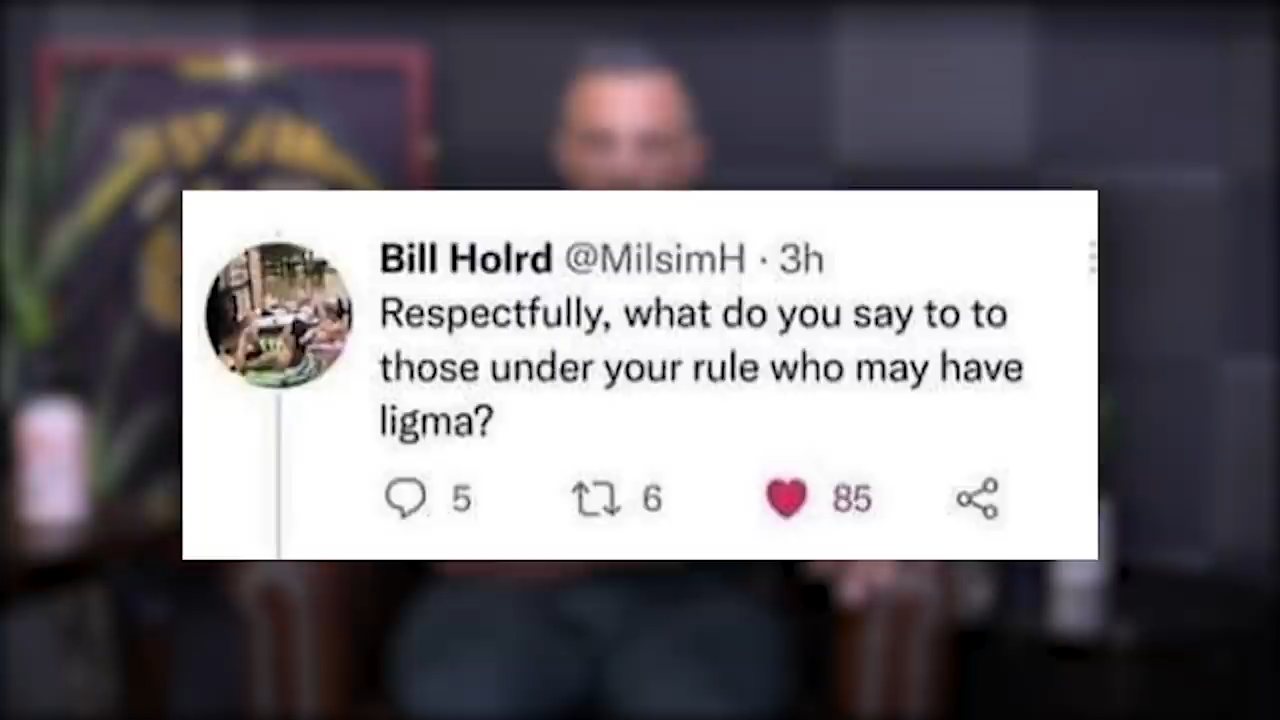 Bill Holrd @MilsimH · 3h
Respectfully, what do you say to to
those under your rule who may have
ligma?
5 6 85